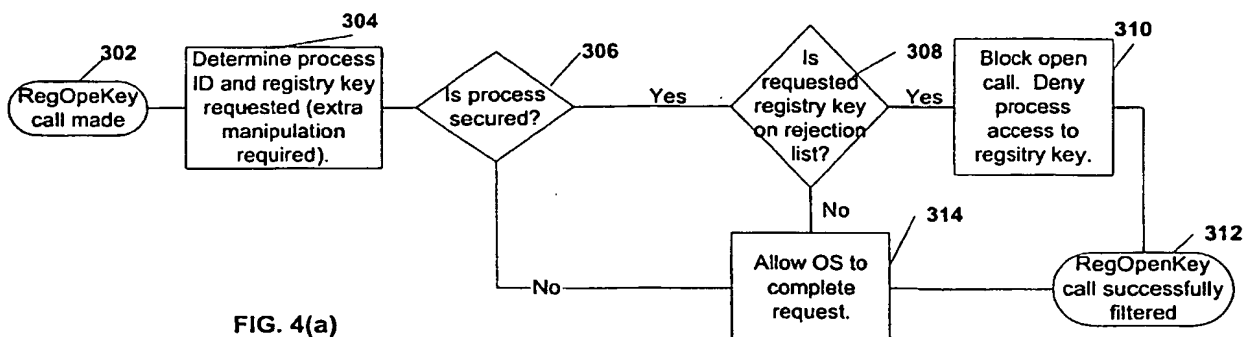 302
RegOpeKey
call made
304
Determine process
ID and registry key
requested (extra
manipulation
required).
306
Is process
secured?
Yes
No
308
Is
requested
registry key
on rejection
list?
Yes
No
310
Block open
call. Deny
process
access to
regsitry key.
314
Allow OS to
complete
request.
312
RegOpenKey
call successfully
filtered
FIG. 4(a)